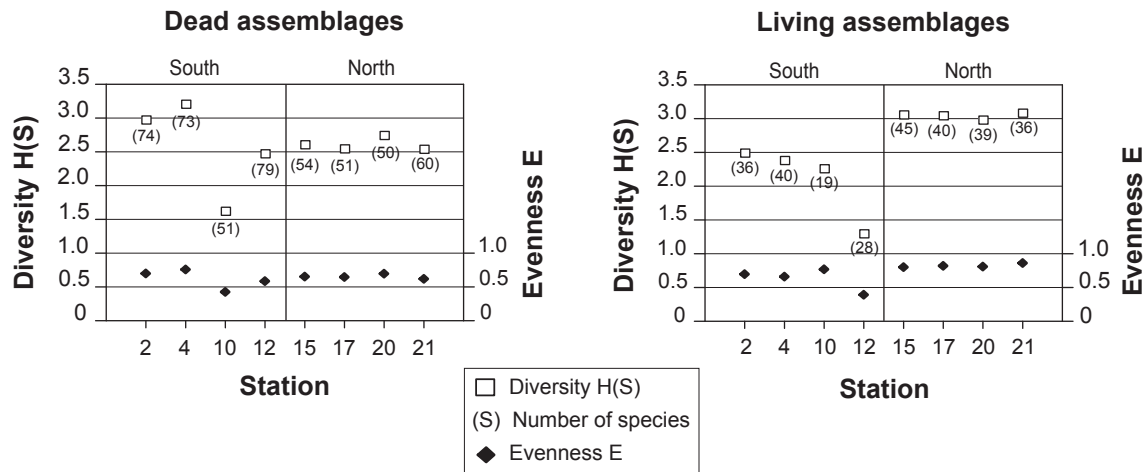 Dead assemblages
South North
Diversity H(S)
3.5
3.0
2.5
2.0
1.5
1.0
0.5
0
(74) (73) (51) (79) (54) (51) (50) (60)
1.0
0.5
0
Evenness E
2 4 10 12 15 17 20 21
Station
Living assemblages
South North
Diversity H(S)
3.5
3.0
2.5
2.0
1.5
1.0
0.5
0
(36) (40) (19) (28) (45) (40) (39) (36)
1.0
0.5
0
Evenness E
2 4 10 12 15 17 20 21
Station
Diversity H(S)
(S) Number of species
Evenness E